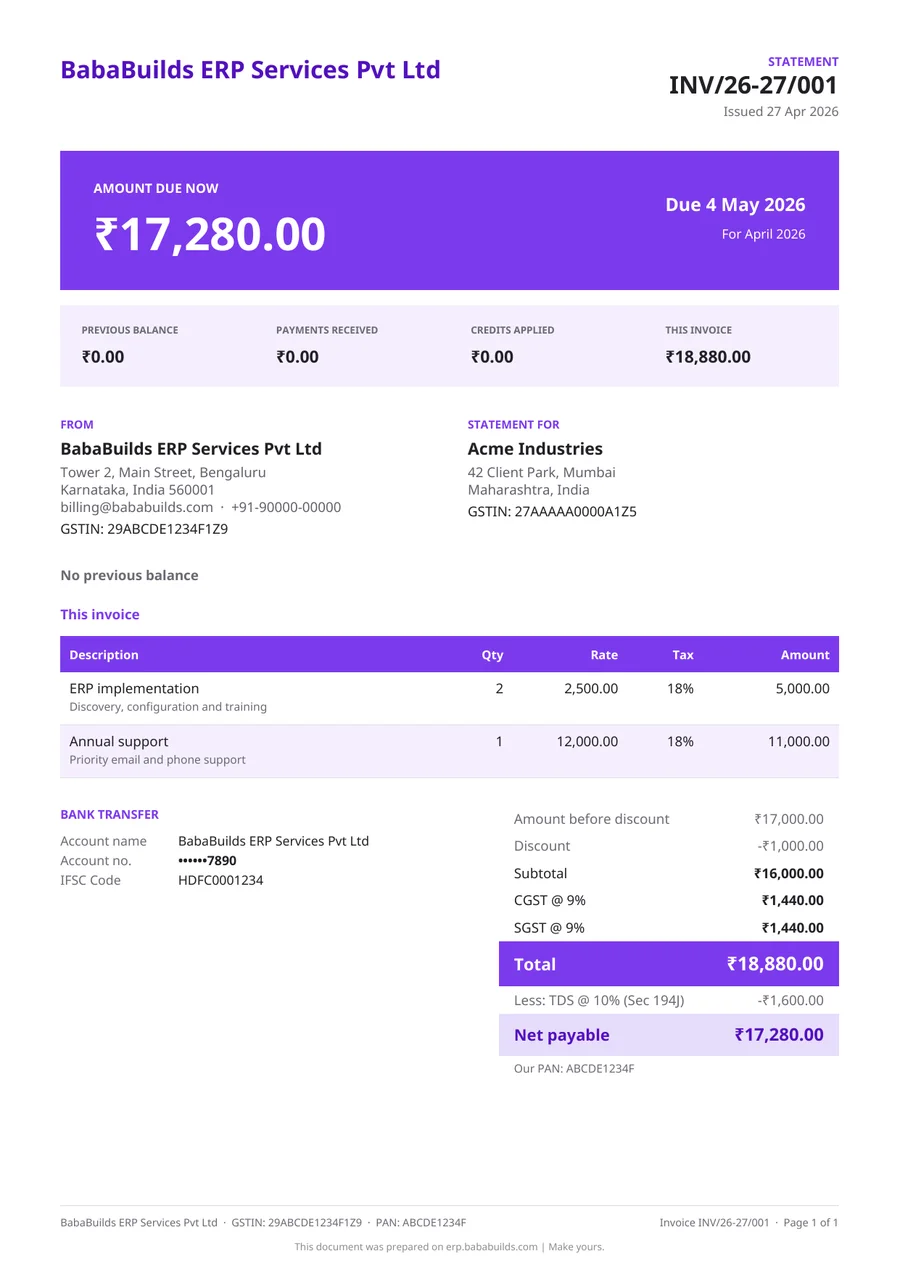 BabaBuilds ERP Services Pvt Ltd
STATEMENT
INV/26-27/001
Issued 27 Apr 2026
AMOUNT DUE NOW
₹17,280.00
Due 4 May 2026
For April 2026
PREVIOUS BALANCE PAYMENTS RECEIVED CREDITS APPLIED THIS INVOICE
₹0.00 ₹0.00 ₹0.00 ₹18,880.00
FROM
BabaBuilds ERP Services Pvt Ltd
Tower 2, Main Street, Bengaluru
Karnataka, India 560001
billing@bababuilds.com · +91-90000-00000
GSTIN: 29ABCDE1234F1Z9
STATEMENT FOR
Acme Industries
42 Client Park, Mumbai
Maharashtra, India
GSTIN: 27AAAAA0000A1Z5
No previous balance
This invoice
Description Qty Rate Tax Amount
ERP implementation 2 2,500.00 18% 5,000.00
Discovery, configuration and training
Annual support 1 12,000.00 18% 11,000.00
Priority email and phone support
BANK TRANSFER
Account name BabaBuilds ERP Services Pvt Ltd
Account no. ••••••7890
IFSC Code HDFC0001234
Amount before discount ₹17,000.00
Discount -₹1,000.00
Subtotal ₹16,000.00
CGST @ 9% ₹1,440.00
SGST @ 9% ₹1,440.00
Total ₹18,880.00
Less: TDS @ 10% (Sec 194J) -₹1,600.00
Net payable ₹17,280.00
Our PAN: ABCDE1234F
BabaBuilds ERP Services Pvt Ltd · GSTIN: 29ABCDE1234F1Z9 · PAN: ABCDE1234F
Invoice INV/26-27/001 · Page 1 of 1
This document was prepared on erp.bababuilds.com | Make yours.